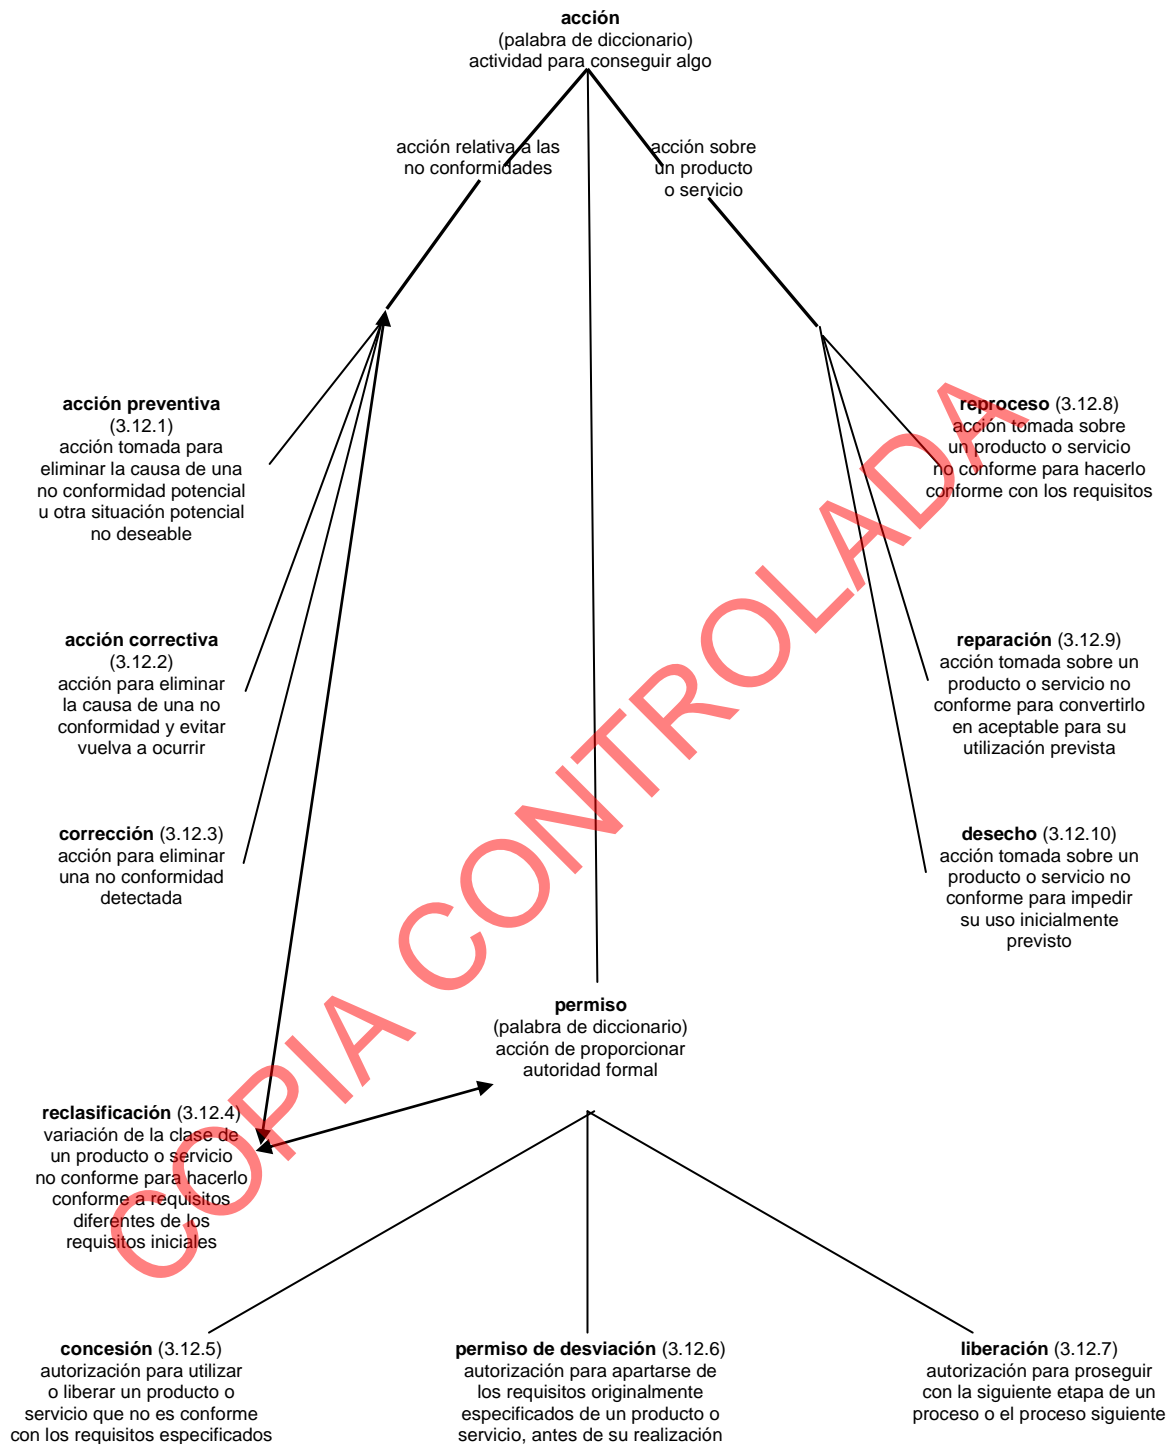 acción
(palabra de diccionario)
actividad para conseguir algo
acción relativa a las
no conformidades
acción sobre
un producto
o servicio
acción preventiva
(3.12.1)
acción tomada para
eliminar la causa de una
no conformidad potencial
u otra situación potencial
no deseable
reproceso (3.12.8)
acción tomada sobre
un producto o servicio
no conforme para hacerlo
conforme con los requisitos
acción correctiva
(3.12.2)
acción para eliminar
la causa de una no
conformidad y evitar
vuelva a ocurrir
reparación (3.12.9)
acción tomada sobre un
producto o servicio no
conforme para convertirlo
en aceptable para su
utilización prevista
corrección (3.12.3)
acción para eliminar
una no conformidad
detectada
desecho (3.12.10)
acción tomada sobre un
producto o servicio no
conforme para impedir
su uso inicialmente
previsto
permiso
(palabra de diccionario)
acción de proporcionar
autoridad formal
reclasificación (3.12.4)
variación de la clase de
un producto o servicio
no conforme para hacerlo
conforme a requisitos
diferentes de los
requisitos iniciales
concesión (3.12.5)
autorización para utilizar
o liberar un producto o
servicio que no es conforme
con los requisitos especificados
permiso de desviación (3.12.6)
autorización para apartarse de
los requisitos originalmente
especificados de un producto o
servicio, antes de su realización
liberación (3.12.7)
autorización para proseguir
con la siguiente etapa de un
proceso o el proceso siguiente
COPIA CONTROLADA